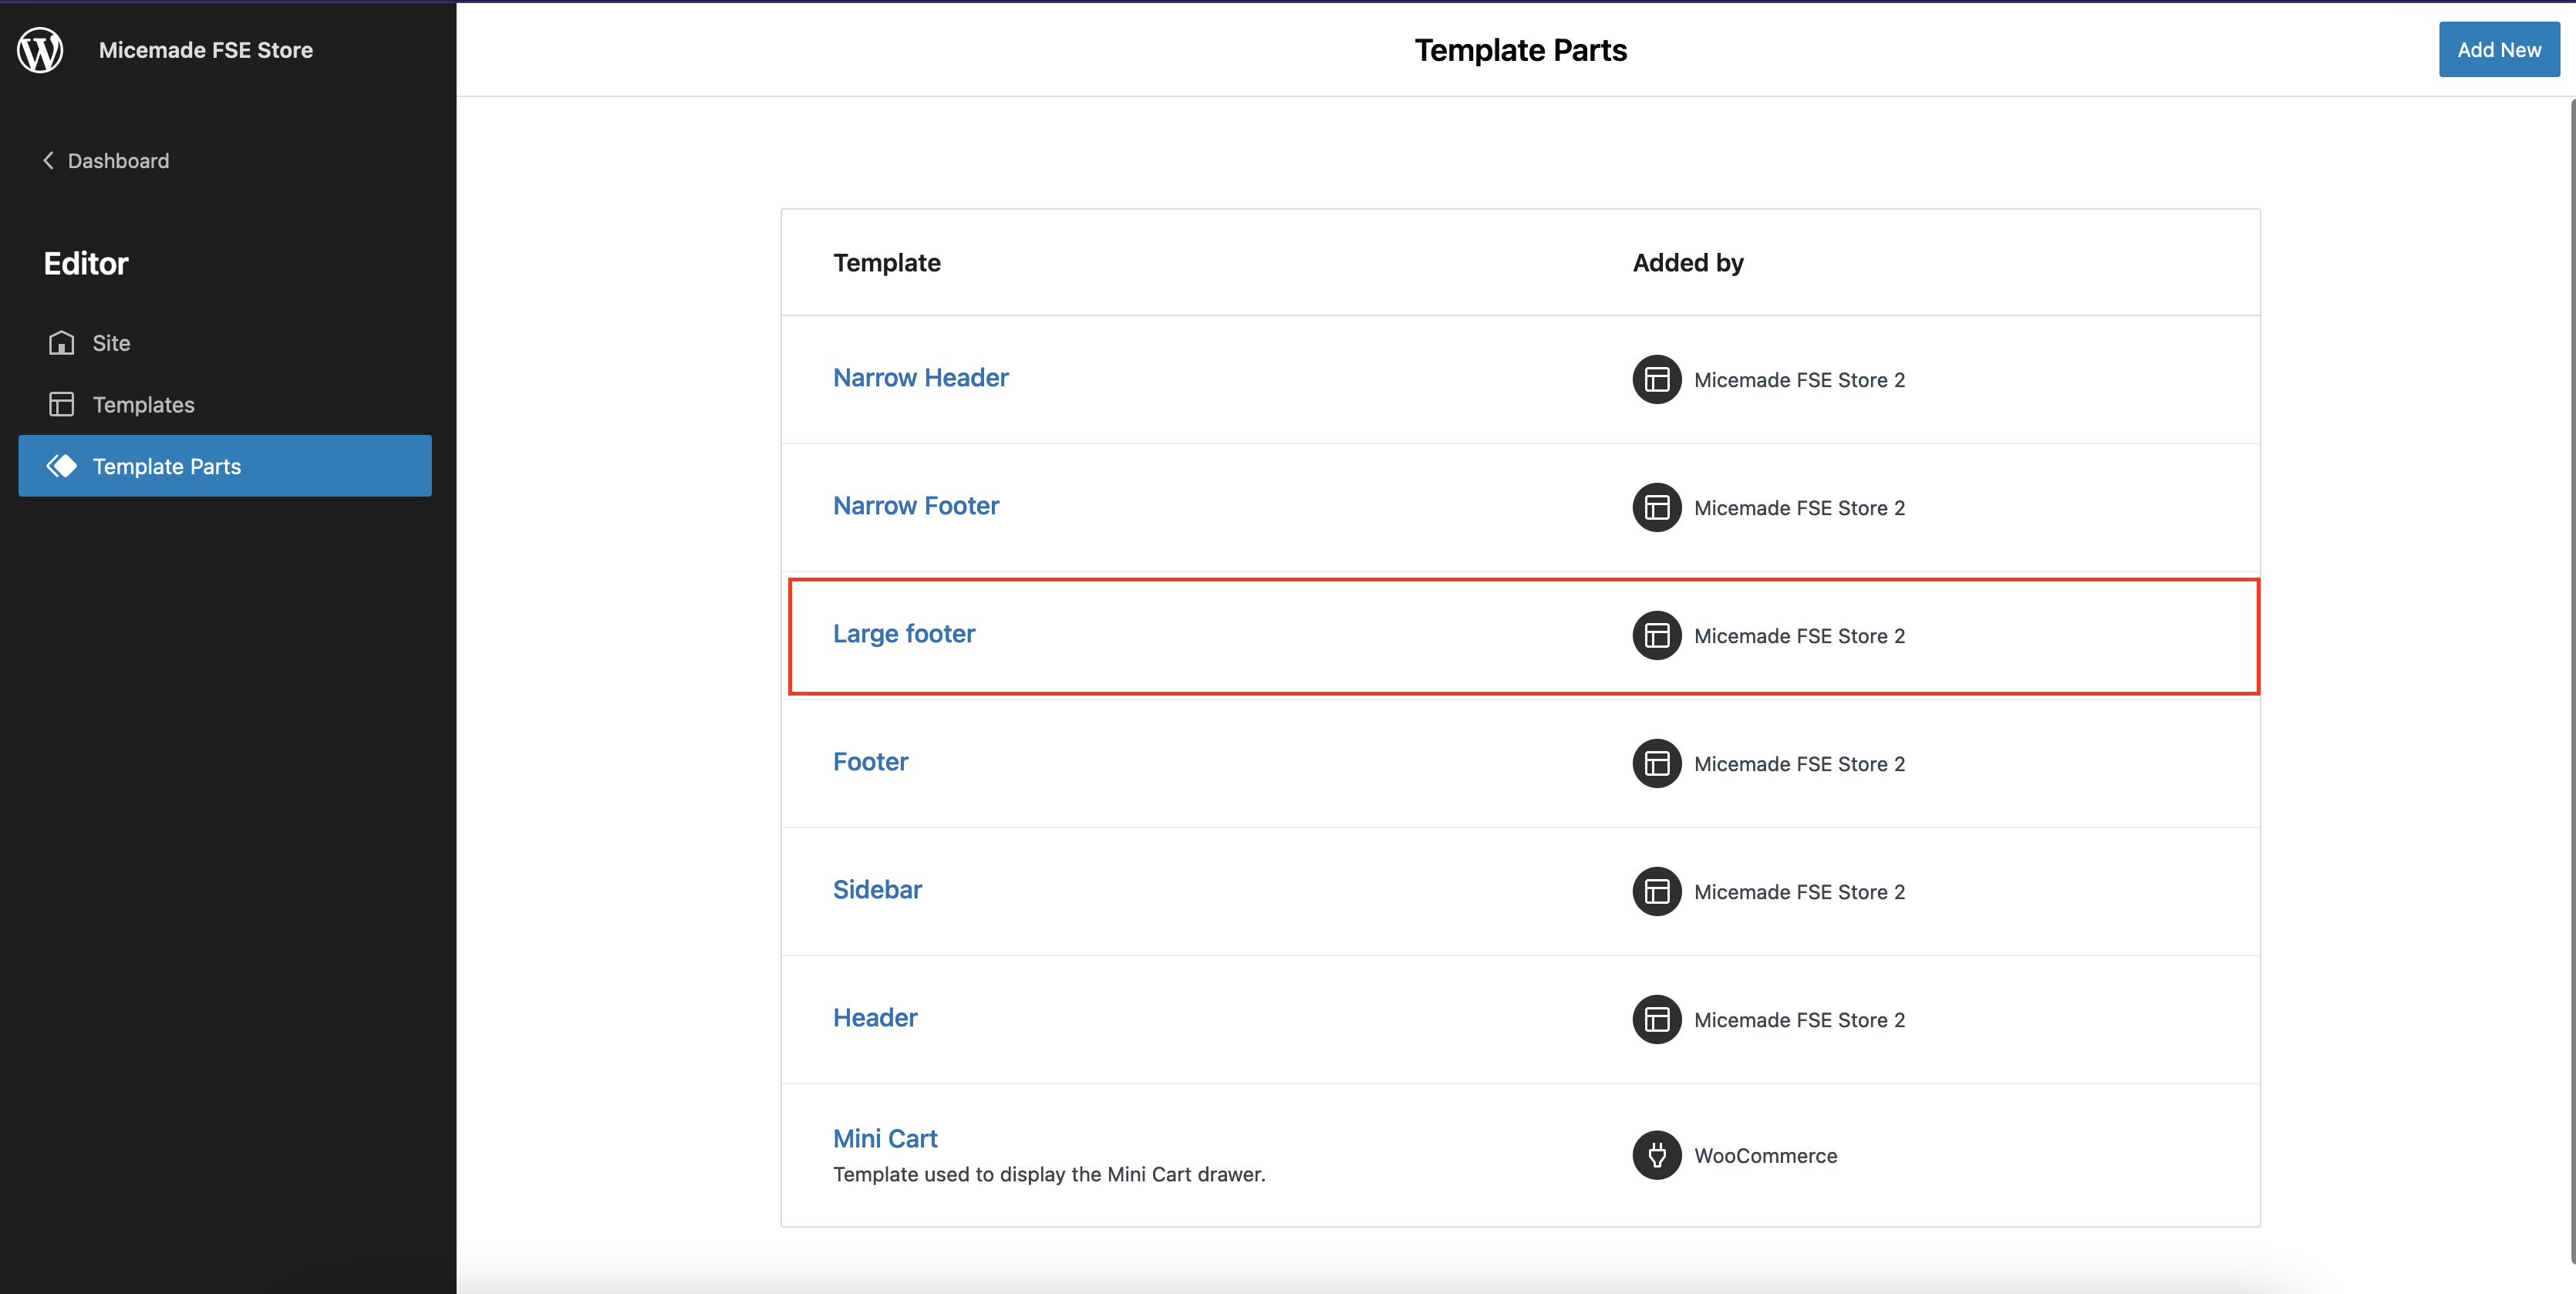 Micemade FSE Store
Template Parts
Add New
Dashboard
Editor
Site
Templates
Template Parts
Template Added by
Narrow Header Micemade FSE Store 2
Narrow Footer Micemade FSE Store 2
Large footer Micemade FSE Store 2
Footer Micemade FSE Store 2
Sidebar Micemade FSE Store 2
Header Micemade FSE Store 2
Mini Cart
Template used to display the Mini Cart drawer.
WooCommerce